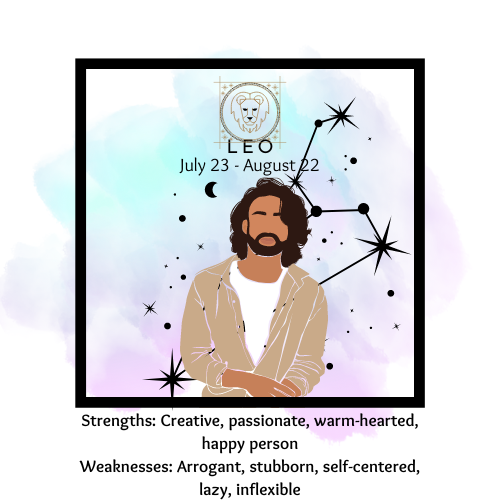 LEO
July 23 - August 22
Strengths: Creative, passionate, warm-hearted,
happy person
Weaknesses: Arrogant, stubborn, self-centered,
lazy, inflexible